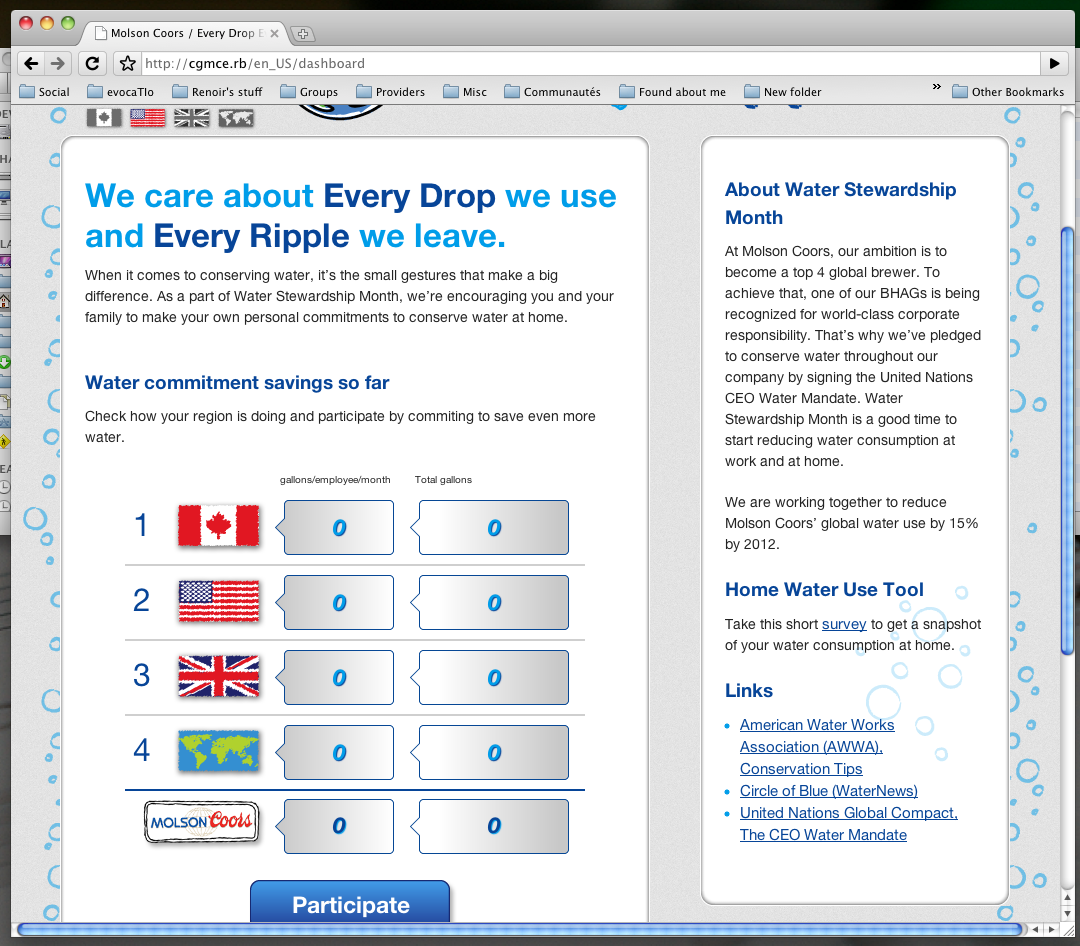 Molson Coors / Every Drop E
http://cgmce.rb/en_US/dashboard
Social evocaTIo Renoir's stuff Groups Providers Misc Communautés Found about me New folder » Other Bookmarks
We care about Every Drop we use
and Every Ripple we leave.
When it comes to conserving water, it's the small gestures that make a big
difference. As a part of Water Stewardship Month, we're encouraging you and your
family to make your own personal commitments to conserve water at home.
Water commitment savings so far
Check how your region is doing and participate by commiting to save even more
water.
gallons/employee/month Total gallons
1 0 0
2 0 0
3 0 0
4 0 0
MOLSON Coors 0 0
Participate
About Water Stewardship
Month
At Molson Coors, our ambition is to
become a top 4 global brewer. To
achieve that, one of our BHAGs is being
recognized for world-class corporate
responsibility. That's why we've pledged
to conserve water throughout our
company by signing the United Nations
CEO Water Mandate. Water
Stewardship Month is a good time to
start reducing water consumption at
work and at home.
We are working together to reduce
Molson Coors' global water use by 15%
by 2012.
Home Water Use Tool
Take this short survey to get a snapshot
of your water consumption at home.
Links
American Water Works
Association (AWWA),
Conservation Tips
Circle of Blue (WaterNews)
United Nations Global Compact,
The CEO Water Mandate